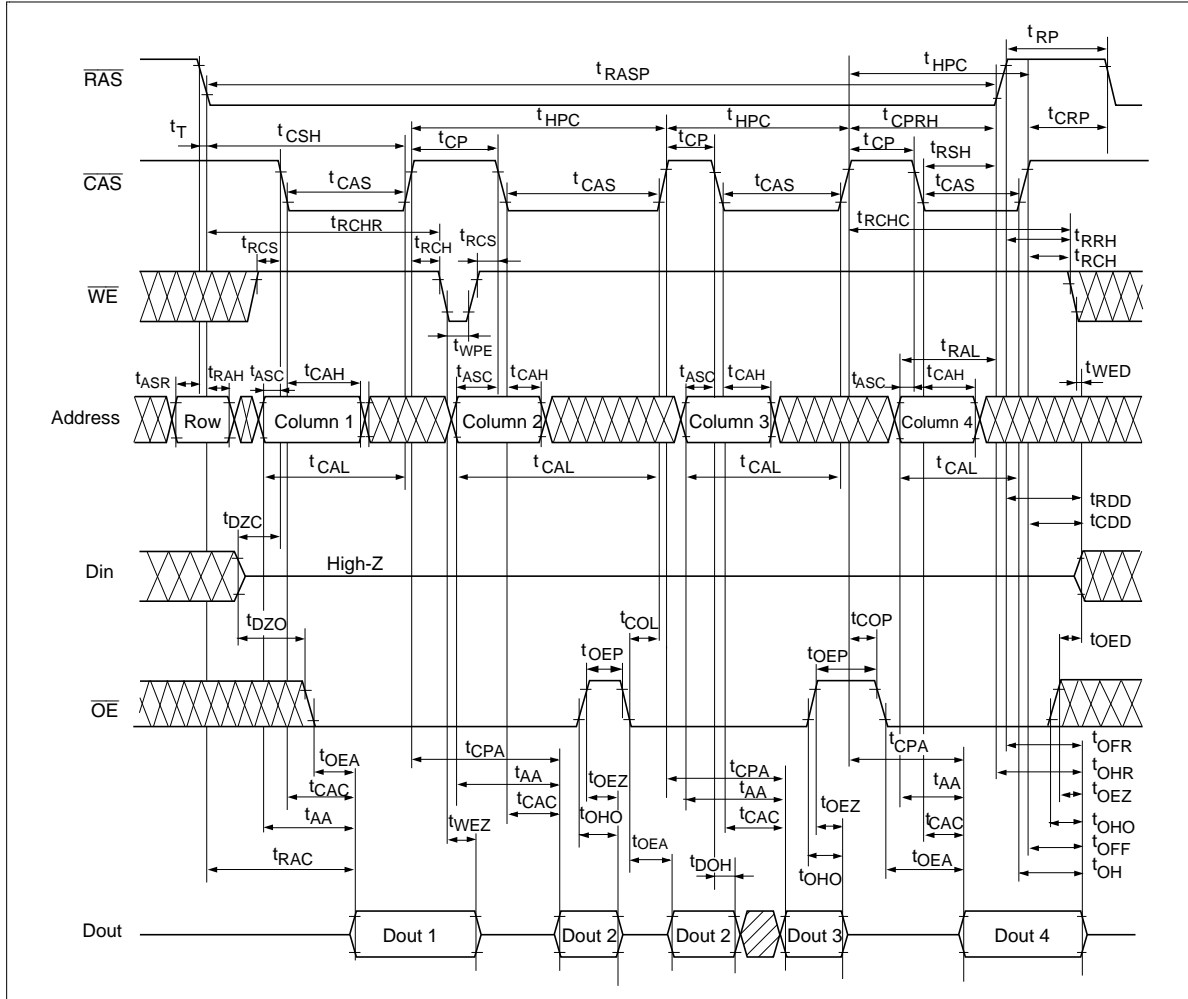 tRP
tHPC
RAS
tRASP
tT
tCSH
tHPC
tHPC
tCPRH
tCRP
tCP
tCP
tCP
tRSH
CAS
tCAS
tCAS
tCAS
tCAS
tRCHR
tRCHC
tRCS
tRCH
tRCS
tRRH
tRCH
WE
tWPE
tRAL
tWED
tASR
tRAH
tASC
tCAH
tASC
tCAH
tASC
tCAH
tASC
tCAH
Address
Row
Column 1
Column 2
Column 3
Column 4
tCAL
tCAL
tCAL
tCAL
tRDD
tCDD
tDZC
Din
High-Z
tDZO
tCOL
tCOP
tOED
tOEP
tOEP
OE
tOEA
tCPA
tCPA
tCPA
tOFR
tCAC
tAA
tOEZ
tAA
tOEZ
tAA
tOHR
tOEZ
tAA
tCAC
tOHO
tCAC
tCAC
tOHO
tWEZ
tOEA
tDOH
tOHO
tOEA
tOFF
tRAC
tOH
Dout
Dout 1
Dout 2
Dout 2
Dout 3
Dout 4